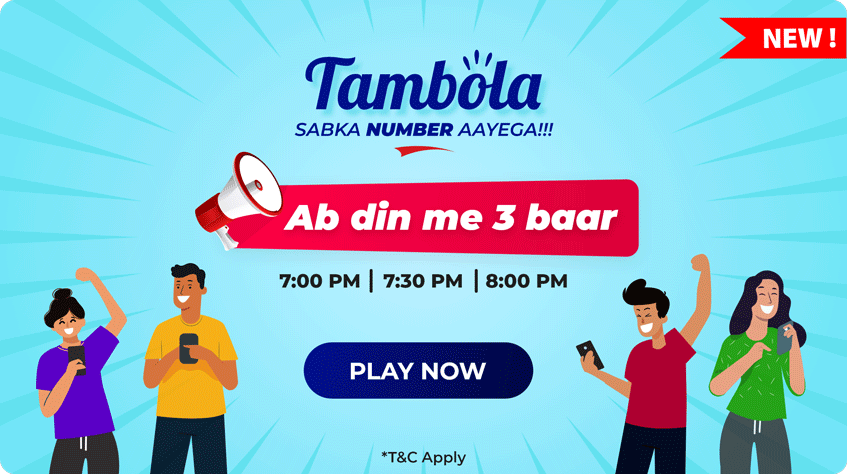 NEW !
Tambola
SABKA NUMBER AAYEGA!!!
Ab din me 3 baar
7:00 PM | 7:30 PM | 8:00 PM
PLAY NOW
*T&C Apply